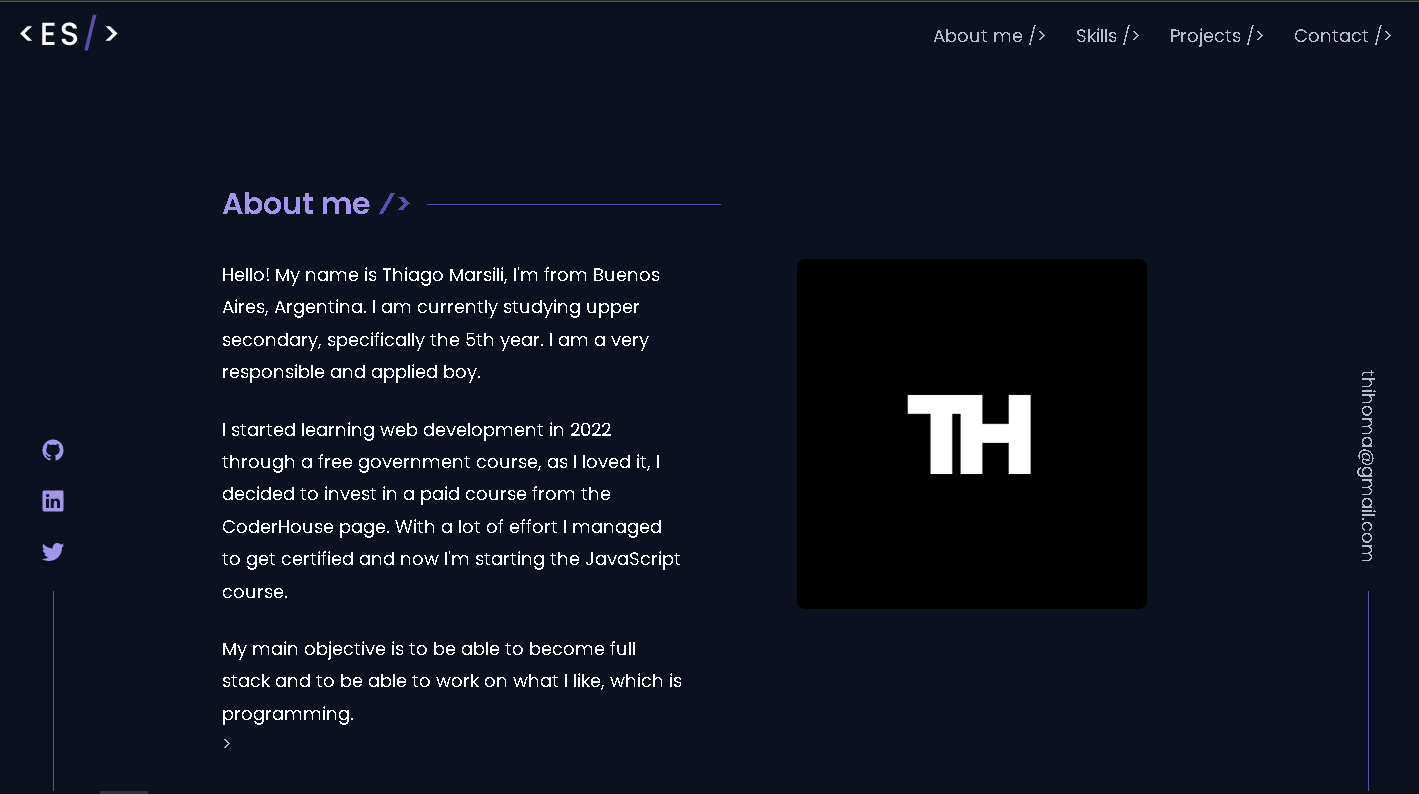 <ES/>
About me />
Skills />
Projects />
Contact />
About me />
Hello! My name is Thiago Marsili, I'm from Buenos
Aires, Argentina. I am currently studying upper
secondary, specifically the 5th year. I am a very
responsible and applied boy.
I started learning web development in 2022
through a free government course, as I loved it, I
decided to invest in a paid course from the
CoderHouse page. With a lot of effort I managed
to get certified and now I'm starting the JavaScript
course.
My main objective is to be able to become full
stack and to be able to work on what I like, which is
programming.
>
TH
in
thihoma@gmail.com